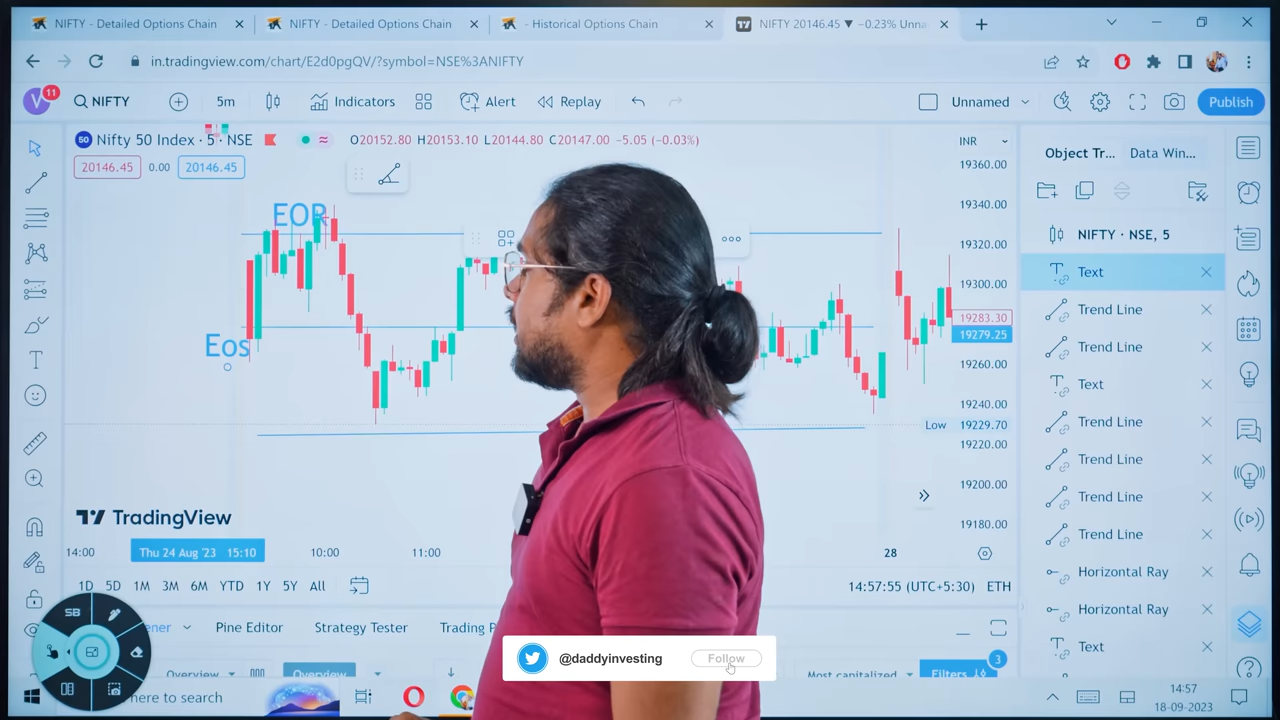 NIFTY - Detailed Options Chain
NIFTY - Detailed Options Chain
- Historical Options Chain
NIFTY 20146.45 ▼ −0.23% Unna
in.tradingview.com/chart/E2d0pgQV/?symbol=NSE%3ANIFTY
V 11
NIFTY
5m
Indicators
Alert
Replay
Unnamed
Publish
50 Nifty 50 Index · 5 · NSE
O20152.80 H20153.10 L20144.80 C20147.00 −5.05 (−0.03%)
INR
20146.45 0.00 20146.45
EOR
Eos
19360.00
19340.00
19320.00
19300.00
19283.30
19279.25
19260.00
19240.00
Low 19229.70
19220.00
19200.00
19180.00
Object Tr...
Data Win...
NIFTY · NSE, 5
Text
Trend Line
Trend Line
Text
Trend Line
Trend Line
Trend Line
Trend Line
Horizontal Ray
Horizontal Ray
Text
TradingView
14:00
Thu 24 Aug '23 15:10
10:00
11:00
28
1D 5D 1M 3M 6M YTD 1Y 5Y All
14:57:55 (UTC+5:30)
ETH
SB
ener
Pine Editor
Strategy Tester
Trading P
Overview
Overview
Most capitalized
Filters
3
@daddyinvesting
Follow
here to search
14:57
18-09-2023